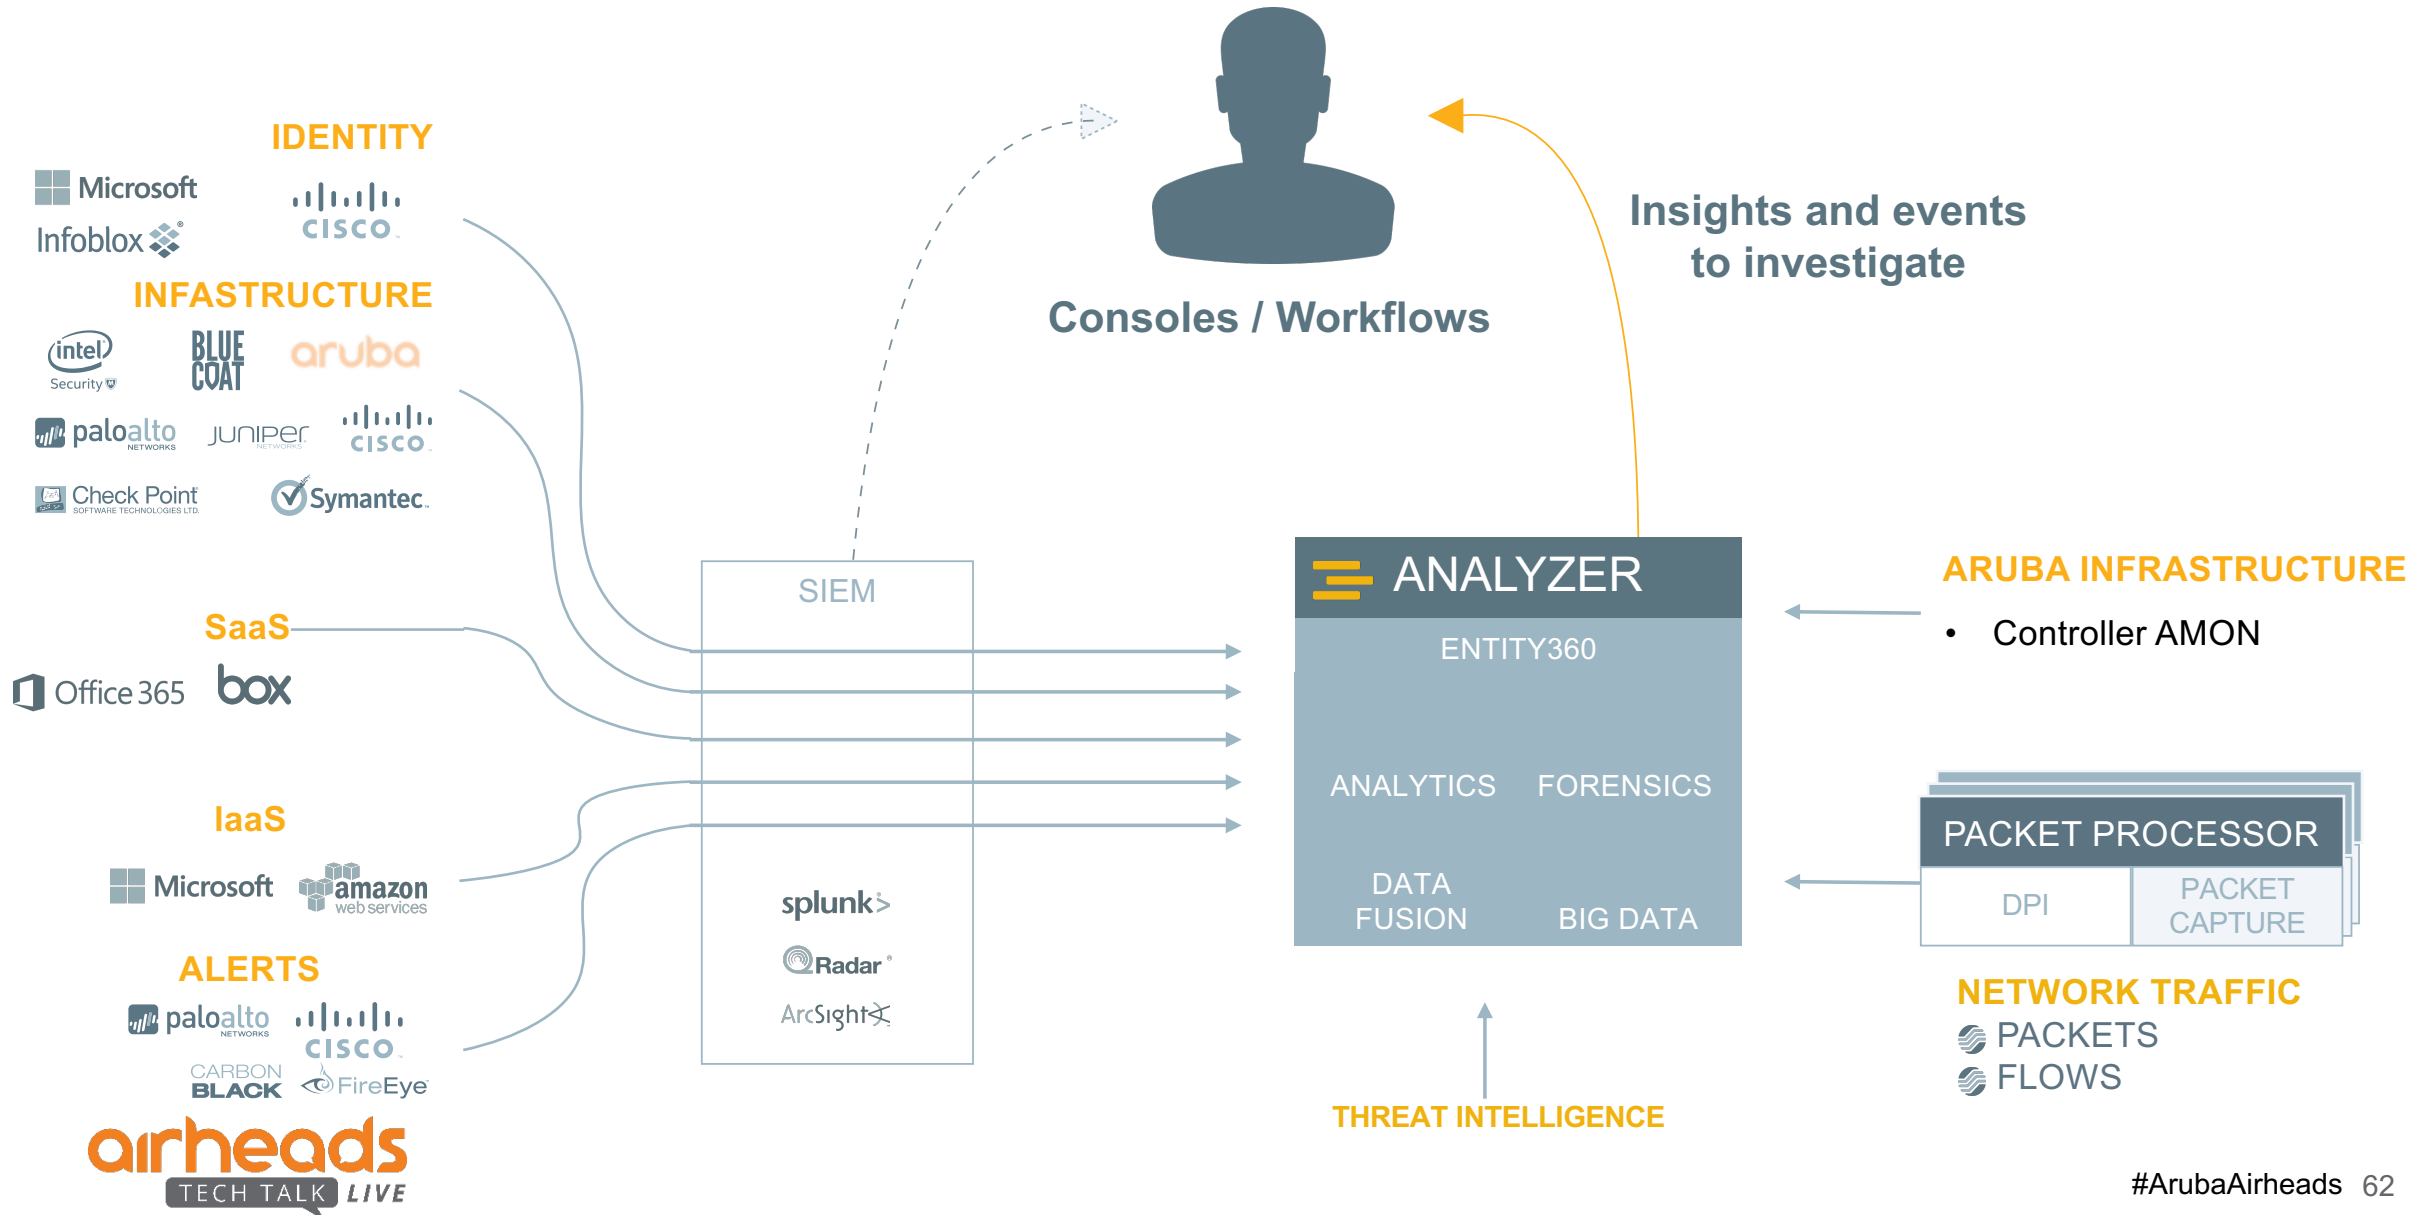 IDENTITY
Microsoft
CISCO
Infoblox
INFASTRUCTURE
intel
Security
BLUE
COAT
aruba
paloalto
NETWORKS
JUNIPER
NETWORKS
CISCO
Check Point
SOFTWARE TECHNOLOGIES LTD.
Symantec
SaaS
Office 365
box
IaaS
Microsoft
amazon
web services
ALERTS
paloalto
NETWORKS
CISCO
CARBON
BLACK
FireEye
airheads
TECH TALK LIVE
SIEM
splunk>
QRadar
ArcSight
Consoles / Workflows
Insights and events
to investigate
ANALYZER
ENTITY360
ANALYTICS FORENSICS
DATA
FUSION
BIG DATA
THREAT INTELLIGENCE
ARUBA INFRASTRUCTURE
• Controller AMON
PACKET PROCESSOR
DPI
PACKET
CAPTURE
NETWORK TRAFFIC
PACKETS
FLOWS
#ArubaAirheads 62